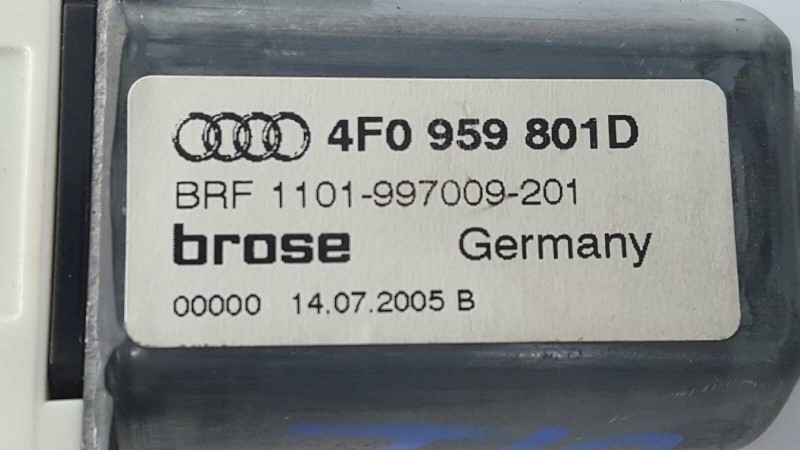 4F0 959 801D
BRF 1101-997009-201
brose Germany
00000 14.07.2005 B